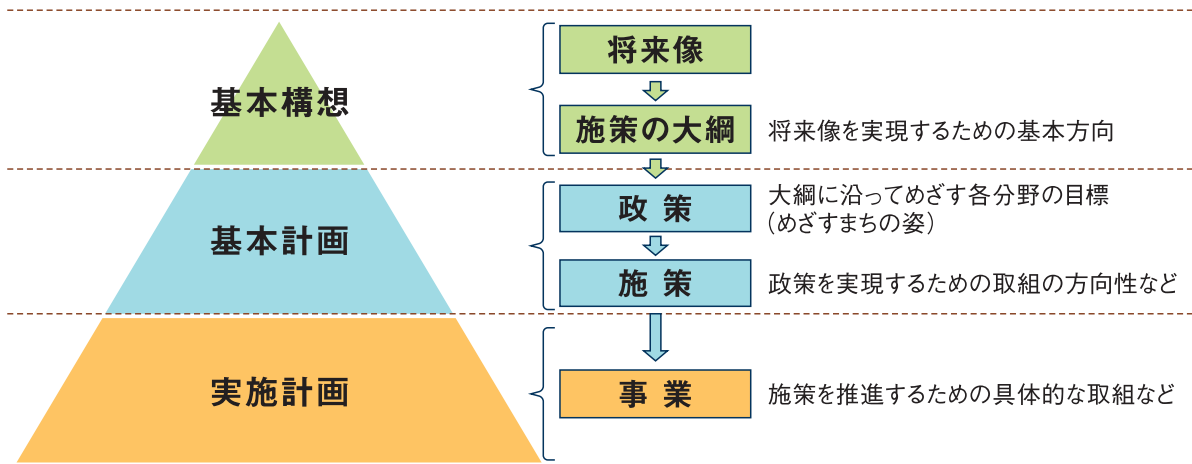 基本構想
将来像
施策の大綱
将来像を実現するための基本方向
基本計画
政策
大綱に沿ってめざす各分野の目標
（めざすまちの姿）
施策
政策を実現するための取組の方向性など
実施計画
事業
施策を推進するための具体的な取組など